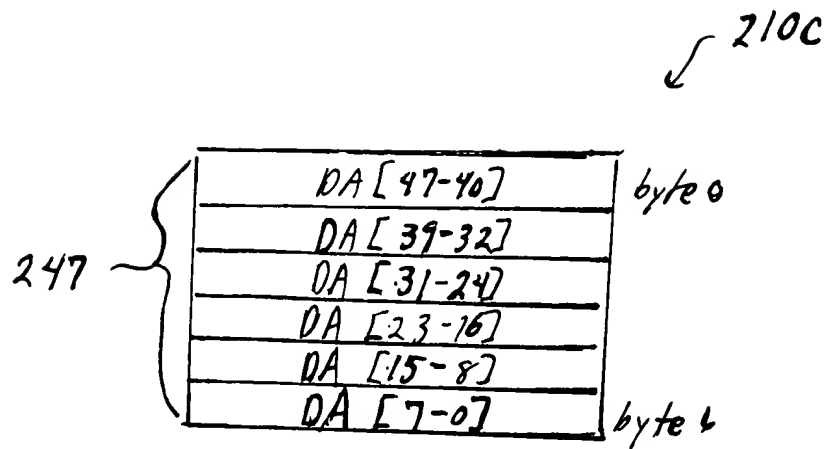 210C
DA [47-40] byte 0
DA [39-32]
DA [31-24]
247
DA [23-16]
DA [15-8]
DA [7-0]
byte